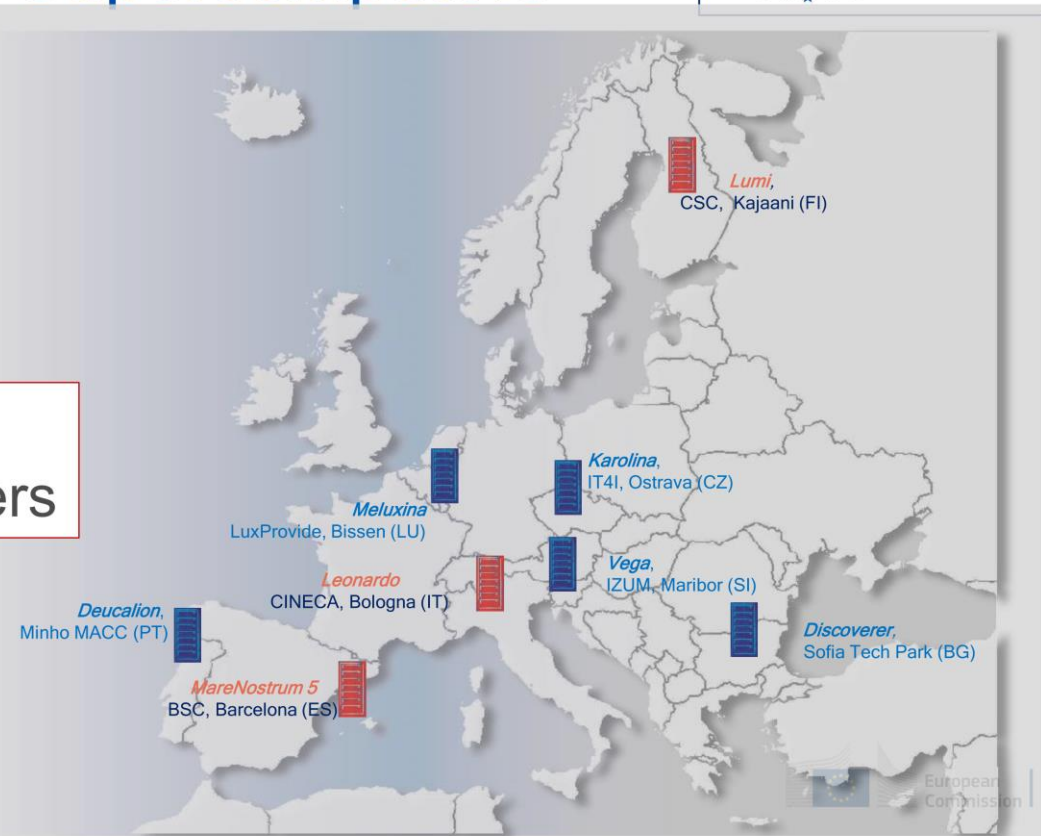 Lumi,
CSC, Kajaani (FI)
ers
Karolina,
IT4I, Ostrava (CZ)
Meluxina
LuxProvide, Bissen (LU)
Vega,
IZUM, Maribor (SI)
Leonardo
CINECA, Bologna (IT)
Deucalion,
Minho MACC (PT)
Discoverer,
Sofia Tech Park (BG)
MareNostrum 5
BSC, Barcelona (ES)
European
Commission